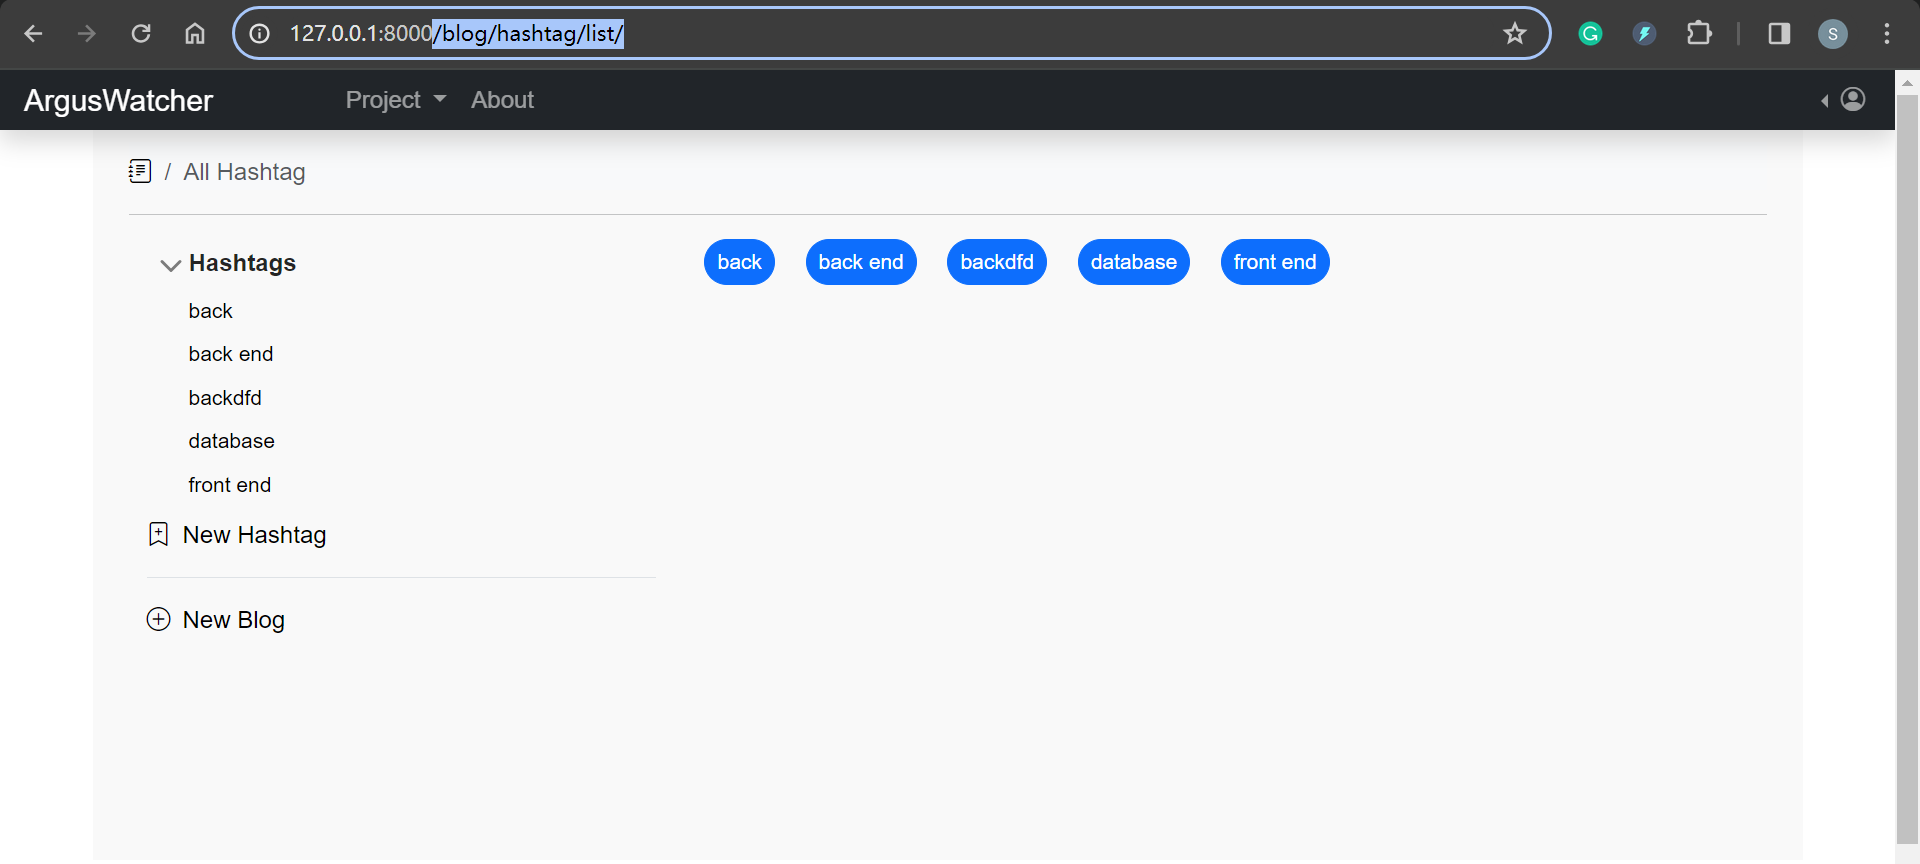 127.0.0.1:8000/blog/hashtag/list/
S
ArgusWatcher Project About
/ All Hashtag
Hashtags
back
back end
backdfd
database
front end
New Hashtag
New Blog
back back end backdfd database front end